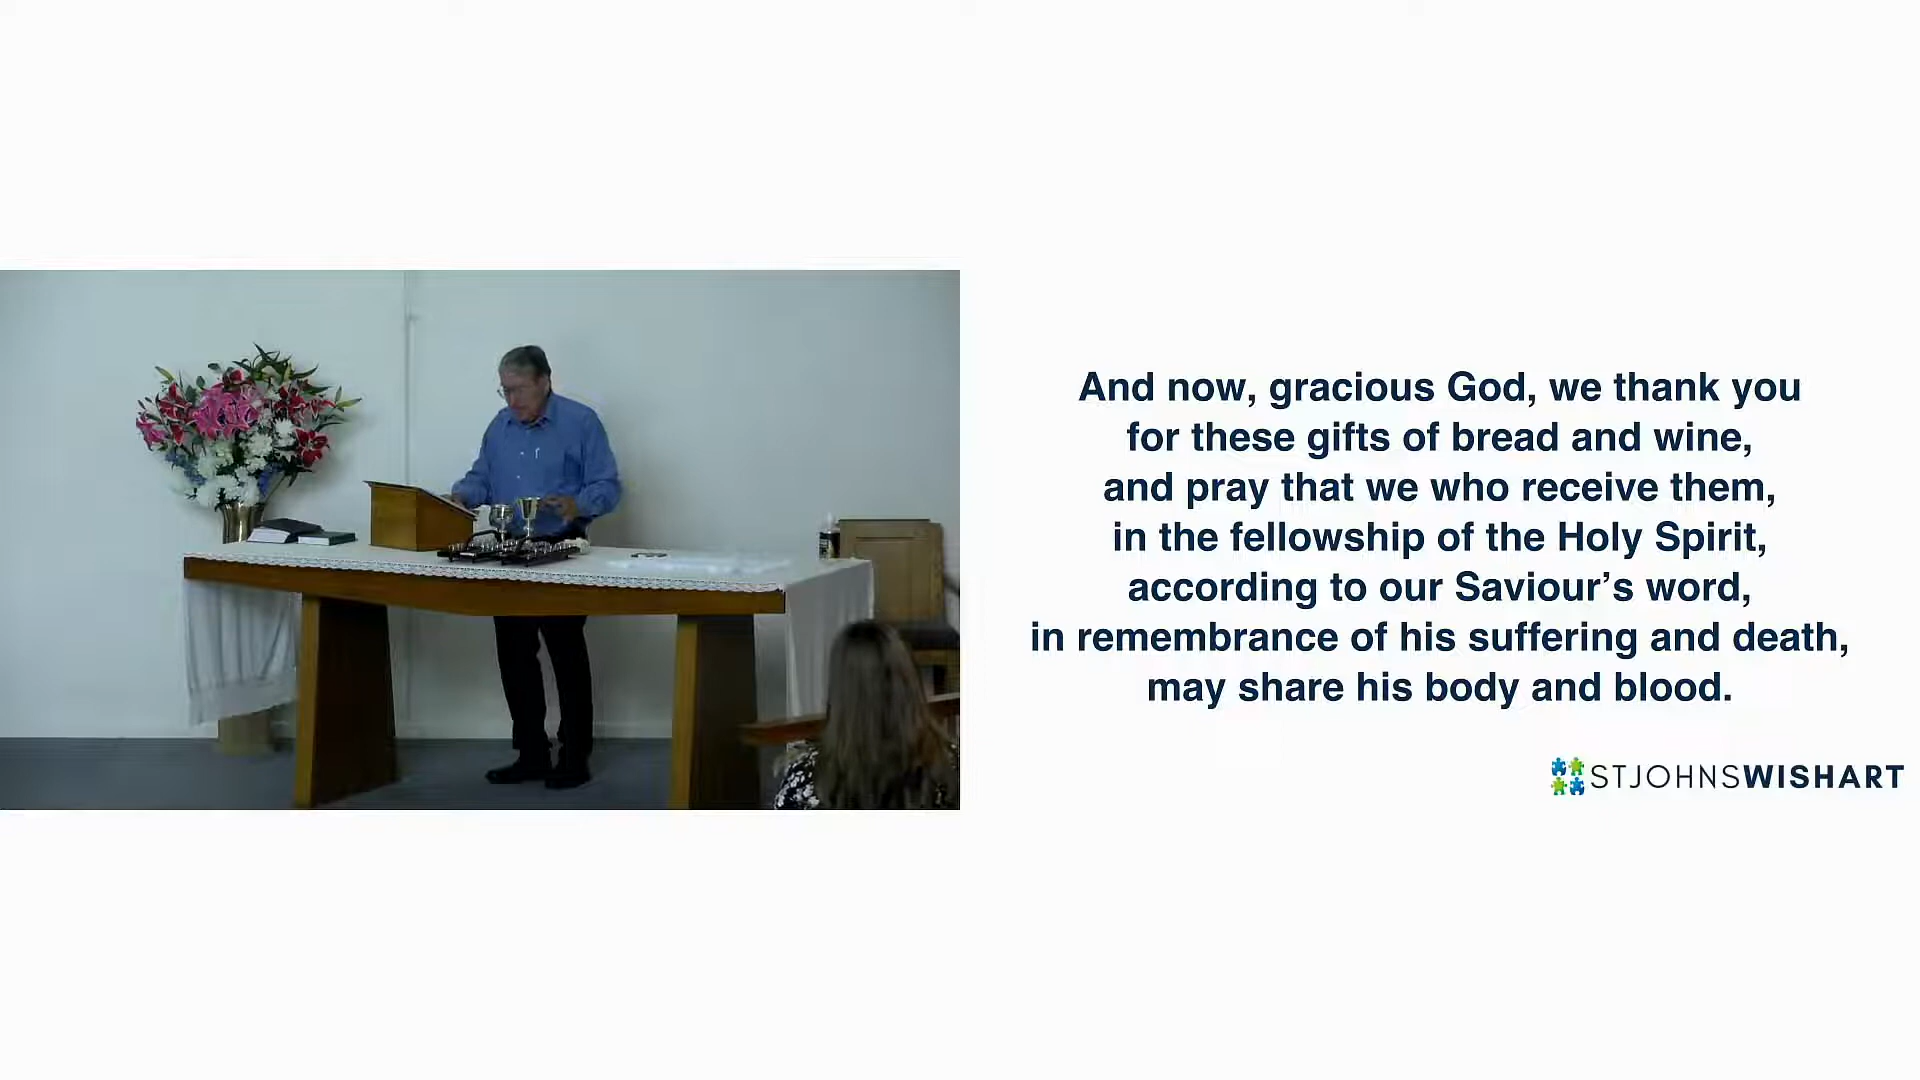 And now, gracious God, we thank you
for these gifts of bread and wine,
and pray that we who receive them,
in the fellowship of the Holy Spirit,
according to our Saviour’s word,
in remembrance of his suffering and death,
may share his body and blood.
STJOHNSWISHART